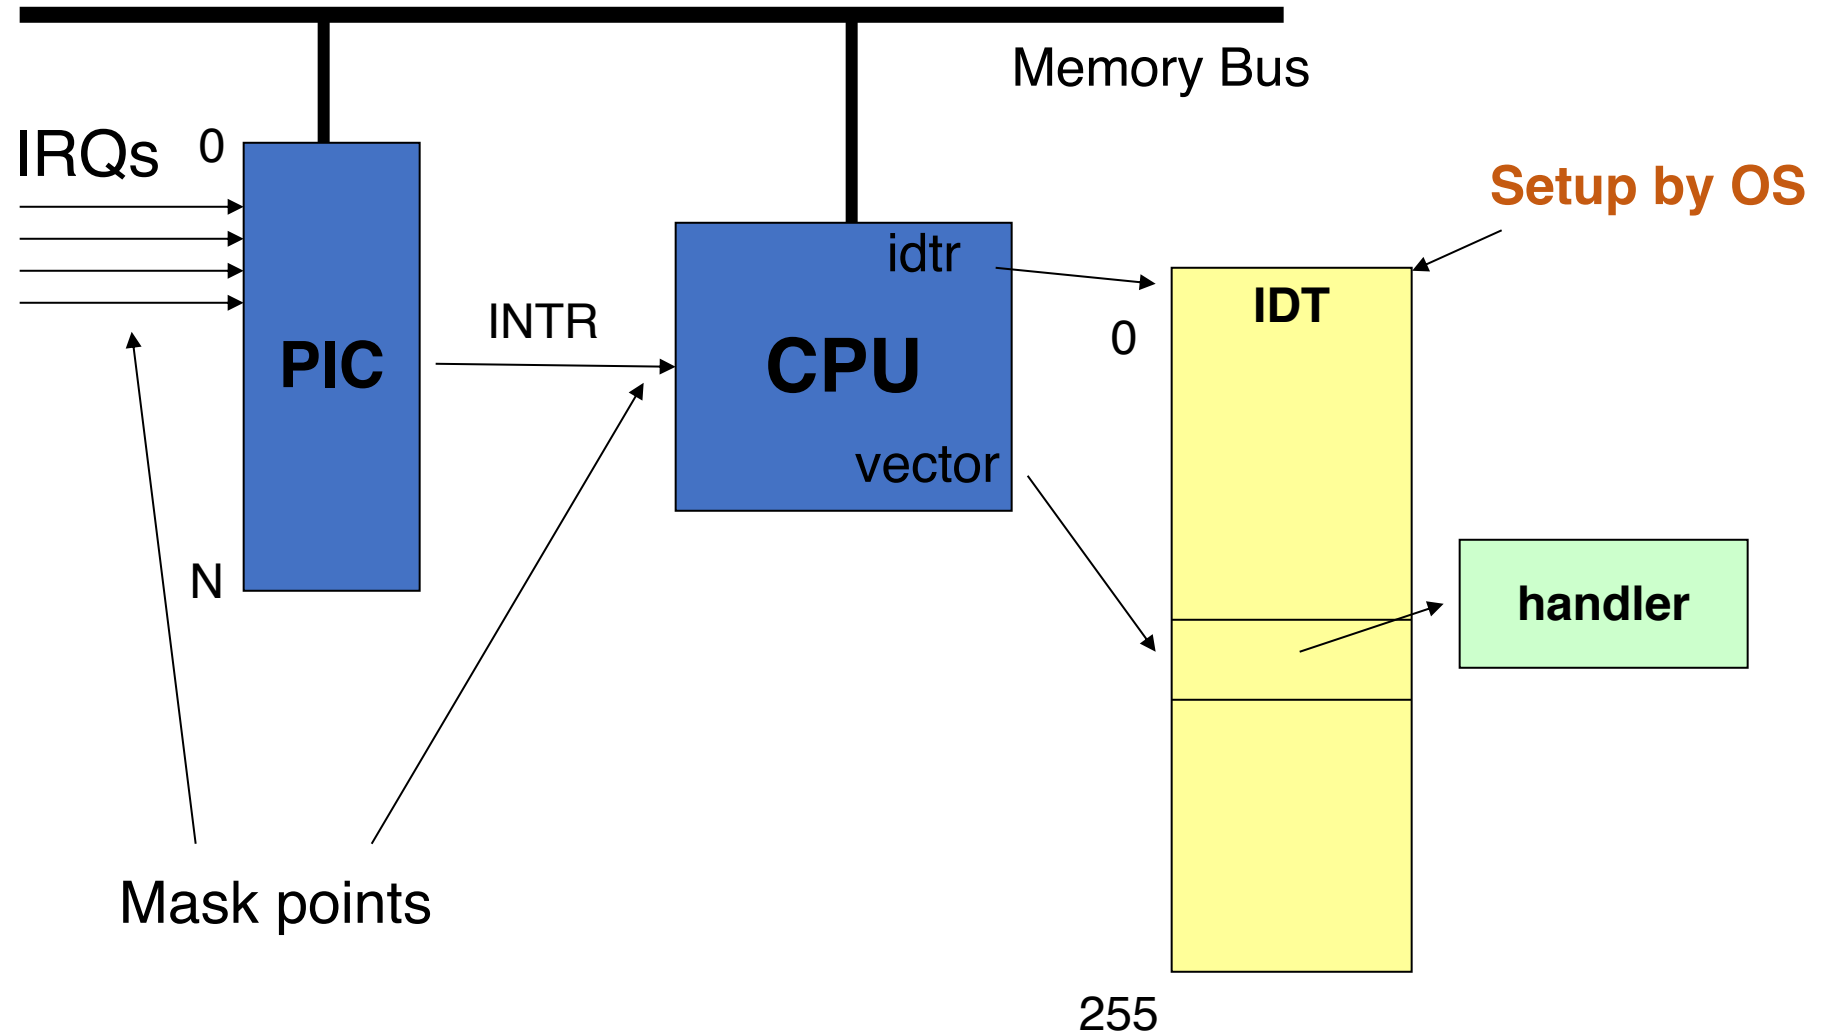 Memory Bus
IRQs
0
Setup by OS
idtr
IDT
INTR
0
PIC
CPU
vector
N
handler
Mask points
255